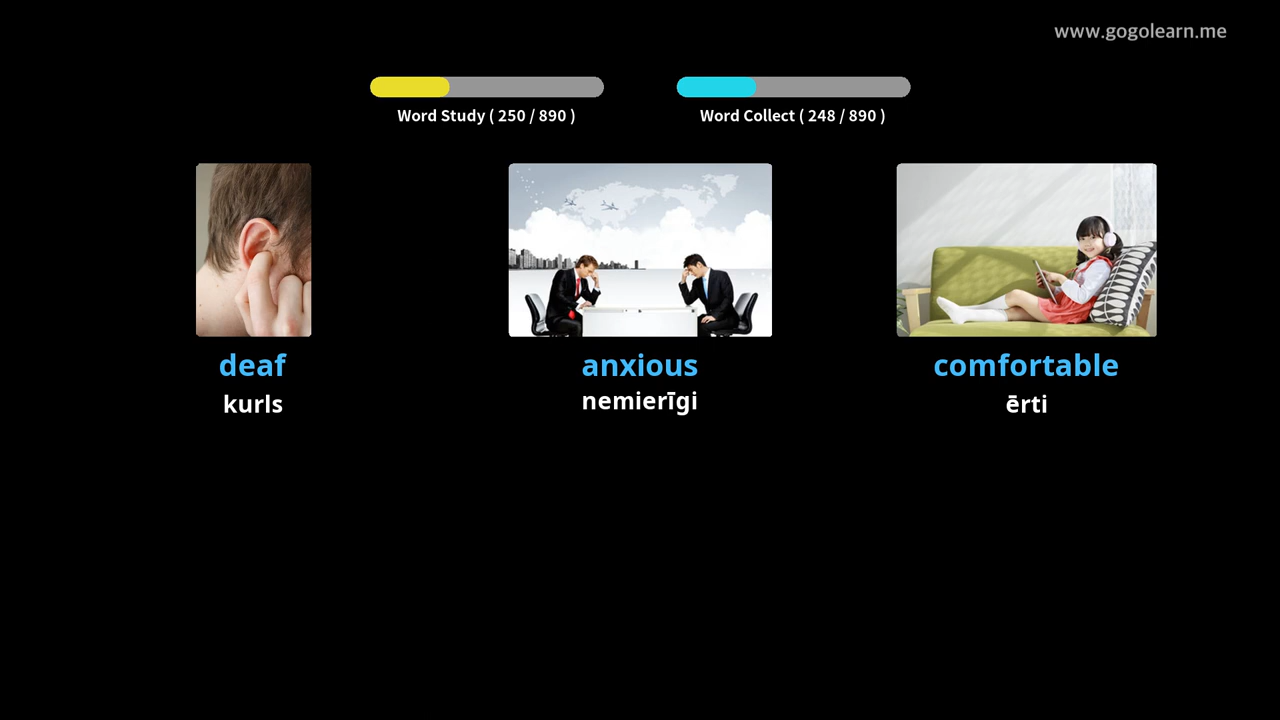 www.gogolearn.me
Word Study ( 250 / 890 )
Word Collect ( 248 / 890 )
deaf
kurls
anxious
nemierīgi
comfortable
ērti